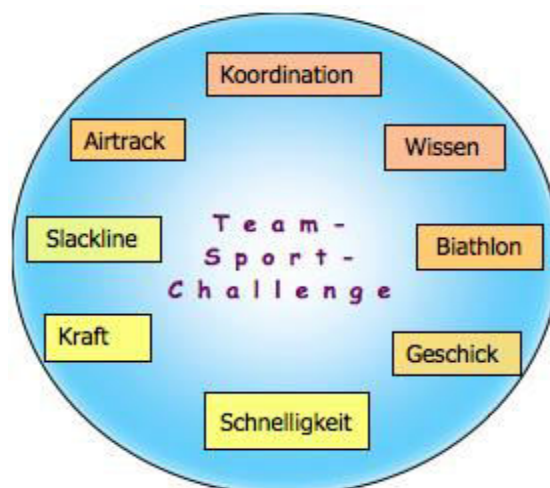 Koordination
Airtrack
Wissen
Team-
Sport-
Challenge
Slackline
Biathlon
Kraft
Geschick
Schnelligkeit